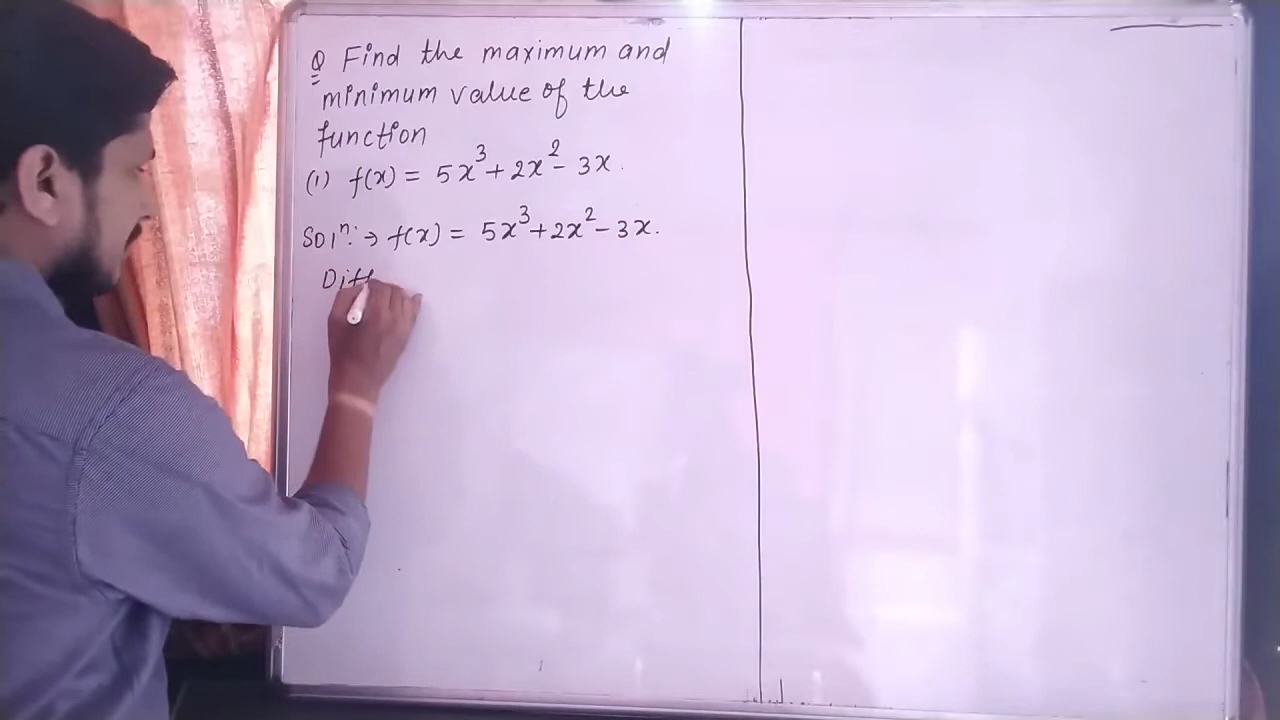 Q Find the maximum and
minimum value of the
function
(1) f(x) = 5x³ + 2x² - 3x.
Solⁿ: → f(x) = 5x³ + 2x² - 3x.
Diff